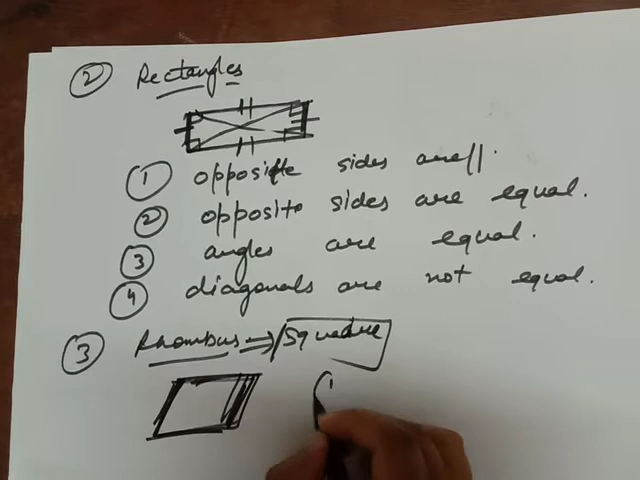 ② Rectangles
① opposite sides are ||.
② opposite sides are equal.
③ angles are equal.
④ diagonals are not equal.
③ Rhombus ⇒ Square